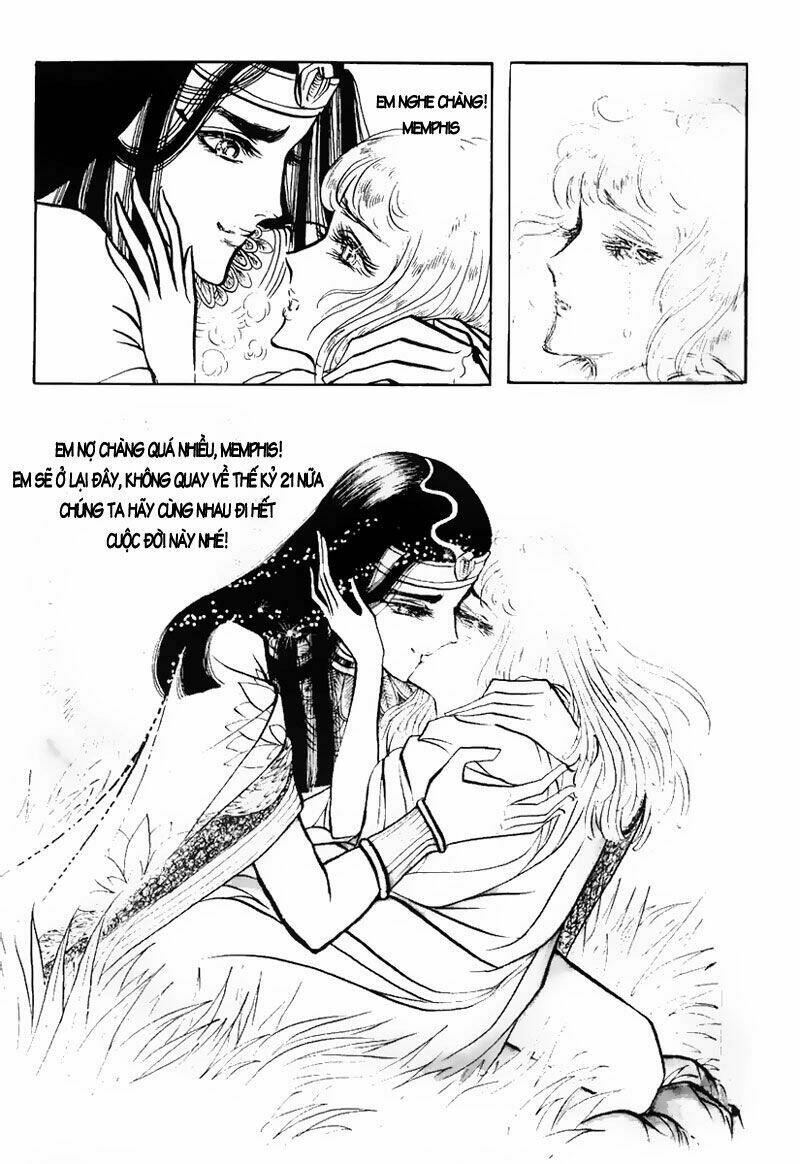 EM NGHE CHÀNG!
MEMPHIS
EM NỢ CHÀNG QUÁ NHIỀU, MEMPHIS!
EM SẼ Ở LẠI ĐÂY, KHÔNG QUAY VỀ THẾ KỶ 21 NỮA
CHÚNG TA HÃY CÙNG NHAU ĐI HẾT
CUỘC ĐỜI NÀY NHÉ!